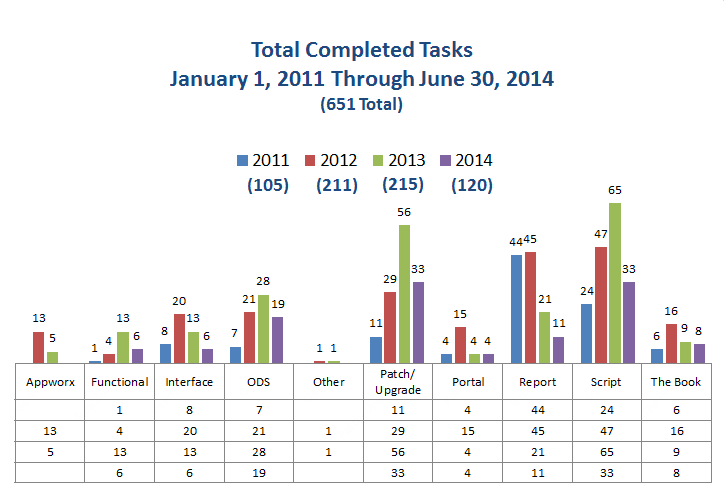 Total Completed Tasks
January 1, 2011 Through June 30, 2014
(651 Total)
2011 2012 2013 2014
(105) (211) (215) (120)
13 5
1 4 13 6
8 20 13 6
7 21 28 19
1 1
11 29 56 33
4 15 4 4
44 45 21 11
24 47 65 33
6 16 9 8
Appworx Functional Interface ODS Other Patch/ Upgrade Portal Report Script The Book
1 8 7 11 4 44 24 6
13 4 20 21 1 29 15 45 47 16
5 13 13 28 1 56 4 21 65 9
6 6 19 33 4 11 33 8